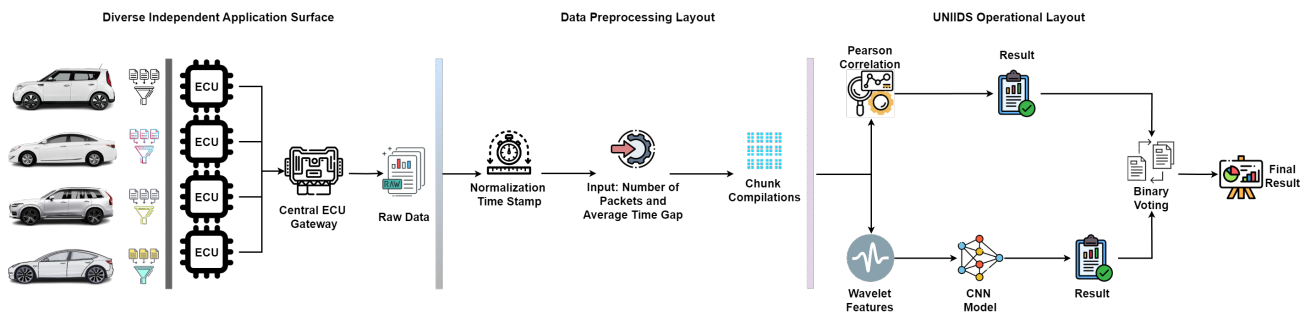 Diverse Independent Application Surface
Data Preprocessing Layout
UNIIDS Operational Layout
ECU
ECU
ECU
ECU
Central ECU
Gateway
RAW
Raw Data
Normalization
Time Stamp
Input: Number of
Packets and
Average Time Gap
Chunk
Compilations
Pearson
Correlation
Result
Wavelet
Features
CNN
Model
Result
Binary
Voting
Final
Result